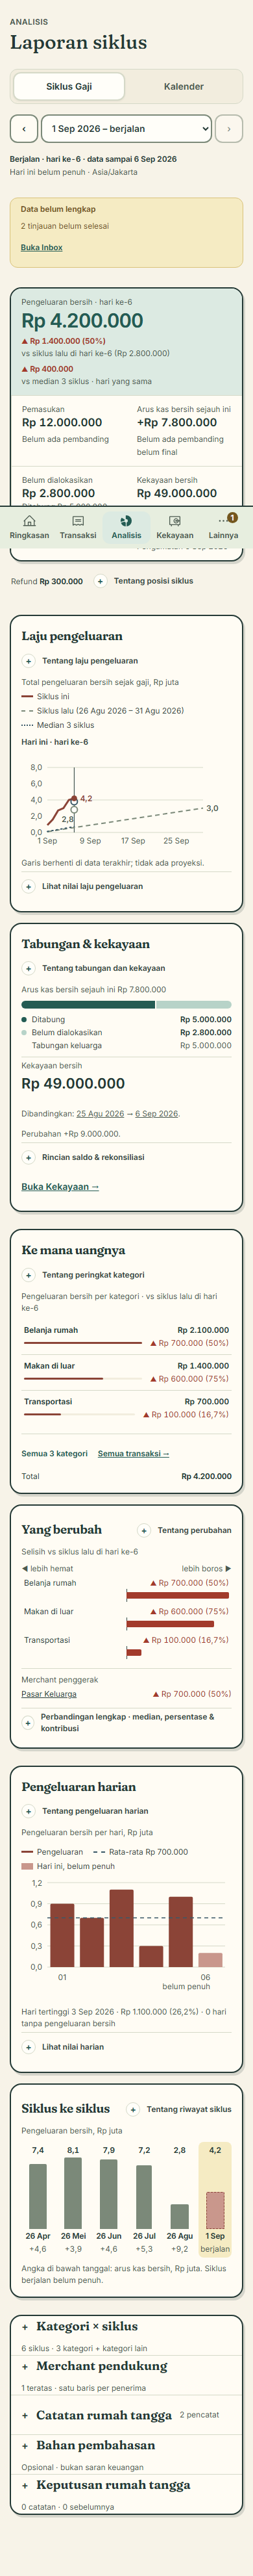 ANALISIS
Laporan siklus
Siklus Gaji
Kalender
‹
1 Sep 2026 – berjalan
›
Berjalan · hari ke-6 · data sampai 6 Sep 2026
Hari ini belum penuh · Asia/Jakarta
Data belum lengkap
2 tinjauan belum selesai
Buka Inbox
Pengeluaran bersih · hari ke-6
Rp 4.200.000
▲ Rp 1.400.000 (50%)
vs siklus lalu di hari ke-6 (Rp 2.800.000)
▲ Rp 400.000
vs median 3 siklus · hari yang sama
Pemasukan
Rp 12.000.000
Belum ada pembanding
Arus kas bersih sejauh ini
+Rp 7.800.000
Belum ada pembanding
belum final
Belum dialokasikan
Rp 2.800.000
Kekayaan bersih
Rp 49.000.000
Ringkasan
Transaksi
Analisis
Kekayaan
1
Lainnya
Refund Rp 300.000
+ Tentang posisi siklus
Laju pengeluaran
+ Tentang laju pengeluaran
Total pengeluaran bersih sejak gaji, Rp juta
Siklus ini
Siklus lalu (26 Agu 2026 – 31 Agu 2026)
Median 3 siklus
Hari ini · hari ke-6
8,0
6,0
4,0
2,0
0,0
4,2
2,8
3,0
1 Sep
9 Sep
17 Sep
25 Sep
Garis berhenti di data terakhir; tidak ada proyeksi.
+ Lihat nilai laju pengeluaran
Tabungan & kekayaan
+ Tentang tabungan dan kekayaan
Arus kas bersih sejauh ini Rp 7.800.000
Ditabung Rp 5.000.000
Belum dialokasikan Rp 2.800.000
Tabungan keluarga Rp 5.000.000
Kekayaan bersih
Rp 49.000.000
Dibandingkan: 25 Agu 2026 → 6 Sep 2026.
Perubahan +Rp 9.000.000.
+ Rincian saldo & rekonsiliasi
Buka Kekayaan →
Ke mana uangnya
+ Tentang peringkat kategori
Pengeluaran bersih per kategori · vs siklus lalu di hari
ke-6
Belanja rumah Rp 2.100.000
▲ Rp 700.000 (50%)
Makan di luar Rp 1.400.000
▲ Rp 600.000 (75%)
Transportasi Rp 700.000
▲ Rp 100.000 (16,7%)
Semua 3 kategori Semua transaksi →
Total Rp 4.200.000
Yang berubah
+ Tentang perubahan
Selisih vs siklus lalu di hari ke-6
◀ lebih hemat lebih boros ▶
Belanja rumah ▲ Rp 700.000 (50%)
Makan di luar ▲ Rp 600.000 (75%)
Transportasi ▲ Rp 100.000 (16,7%)
Merchant penggerak
Pasar Keluarga ▲ Rp 700.000 (50%)
+ Perbandingan lengkap · median, persentase &
kontribusi
Pengeluaran harian
+ Tentang pengeluaran harian
Pengeluaran bersih per hari, Rp juta
Pengeluaran
Rata-rata Rp 700.000
Hari ini, belum penuh
1,2
0,9
0,6
0,3
0,0
01
06
belum penuh
Hari tertinggi 3 Sep 2026 · Rp 1.100.000 (26,2%) · 0 hari
tanpa pengeluaran bersih
+ Lihat nilai harian
Siklus ke siklus
+ Tentang riwayat siklus
Pengeluaran bersih, Rp juta
7,4 8,1 7,9 7,2 2,8 4,2
26 Apr 26 Mei 26 Jun 26 Jul 26 Agu 1 Sep
+4,6 +3,9 +4,6 +5,3 +9,2 berjalan
Angka di bawah tanggal: arus kas bersih, Rp juta. Siklus
berjalan belum penuh.
+ Kategori × siklus
6 siklus · 3 kategori + kategori lain
+ Merchant pendukung
1 teratas · satu baris per penerima
+ Catatan rumah tangga 2 pencatat
+ Bahan pembahasan
Opsional · bukan saran keuangan
+ Keputusan rumah tangga
0 catatan · 0 sebelumnya